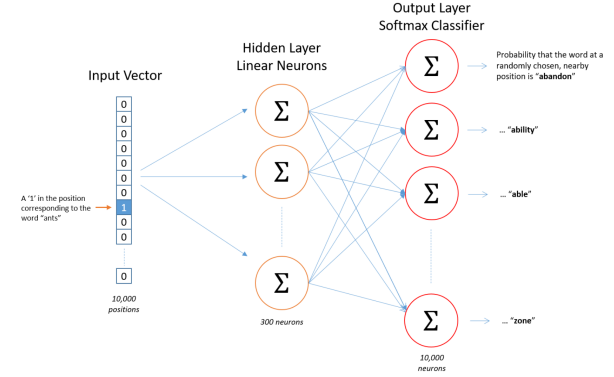 Output Layer
Softmax Classifier
Hidden Layer
Linear Neurons
Input Vector
Probability that the word at a
randomly chosen, nearby
position is "abandon"
0
0
0
0
0
0
0
1
0
0
0
A '1' in the position
corresponding to the
word "ants"
10,000
positions
Σ
Σ
Σ
300 neurons
Σ
Σ
Σ
Σ
10,000
neurons
... "ability"
... "able"
... "zone"